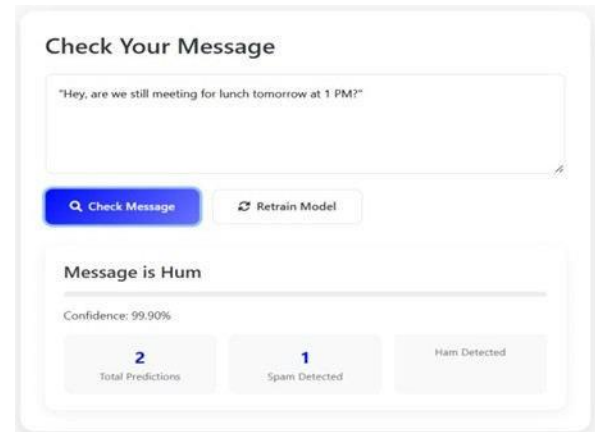 Check Your Message
"Hey, are we still meeting for lunch tomorrow at 1 PM?"
Check Message
Retrain Model
Message is Hum
Confidence: 99.90%
2
Total Predictions
1
Spam Detected
Ham Detected